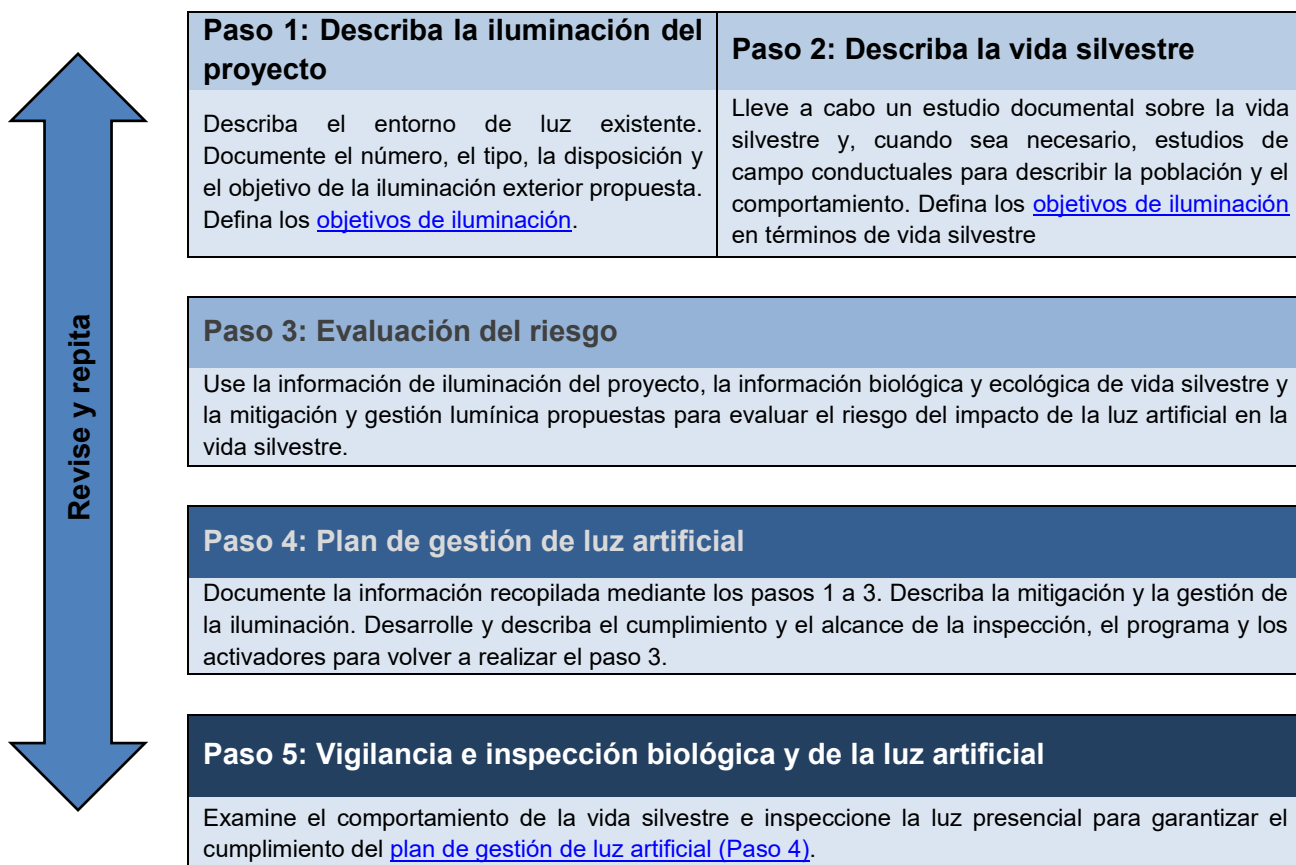 Paso 1: Describa la iluminación del
proyecto
Describa el entorno de luz existente.
Documente el número, el tipo, la disposición y
el objetivo de la iluminación exterior propuesta.
Defina los objetivos de iluminación.
Paso 2: Describa la vida silvestre
Lleve a cabo un estudio documental sobre la vida
silvestre y, cuando sea necesario, estudios de
campo conductuales para describir la población y el
comportamiento. Defina los objetivos de iluminación
en términos de vida silvestre
Revise y repita
Paso 3: Evaluación del riesgo
Use la información de iluminación del proyecto, la información biológica y ecológica de vida silvestre y
la mitigación y gestión lumínica propuestas para evaluar el riesgo del impacto de la luz artificial en la
vida silvestre.
Paso 4: Plan de gestión de luz artificial
Documente la información recopilada mediante los pasos 1 a 3. Describa la mitigación y la gestión de
la iluminación. Desarrolle y describa el cumplimiento y el alcance de la inspección, el programa y los
activadores para volver a realizar el paso 3.
Paso 5: Vigilancia e inspección biológica y de la luz artificial
Examine el comportamiento de la vida silvestre e inspeccione la luz presencial para garantizar el
cumplimiento del plan de gestión de luz artificial (Paso 4).